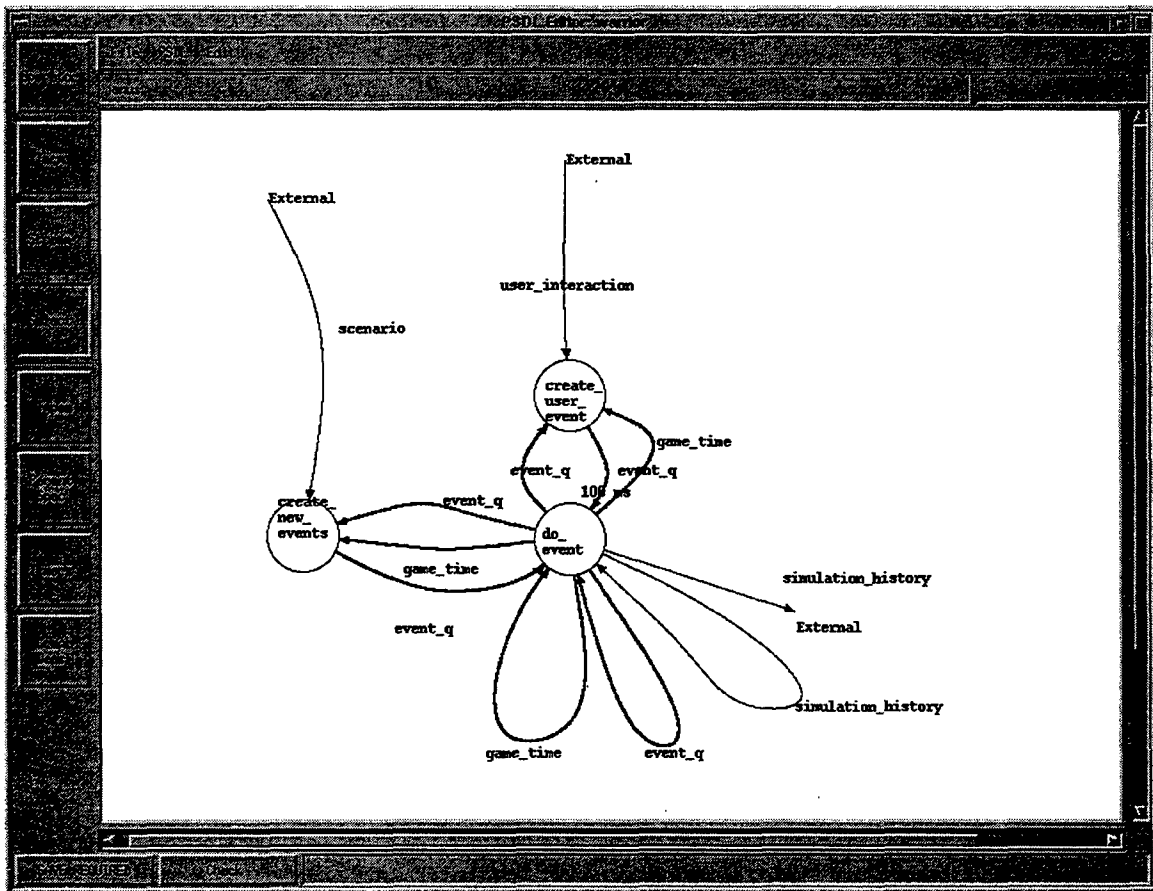 External
External
user_interaction
scenario
create_
user_
event
game_time
event_q
event_q
100 ms
event_q
create_
new_
events
do_
event
game_time
simulation_history
External
event_q
simulation_history
game_time
event_q